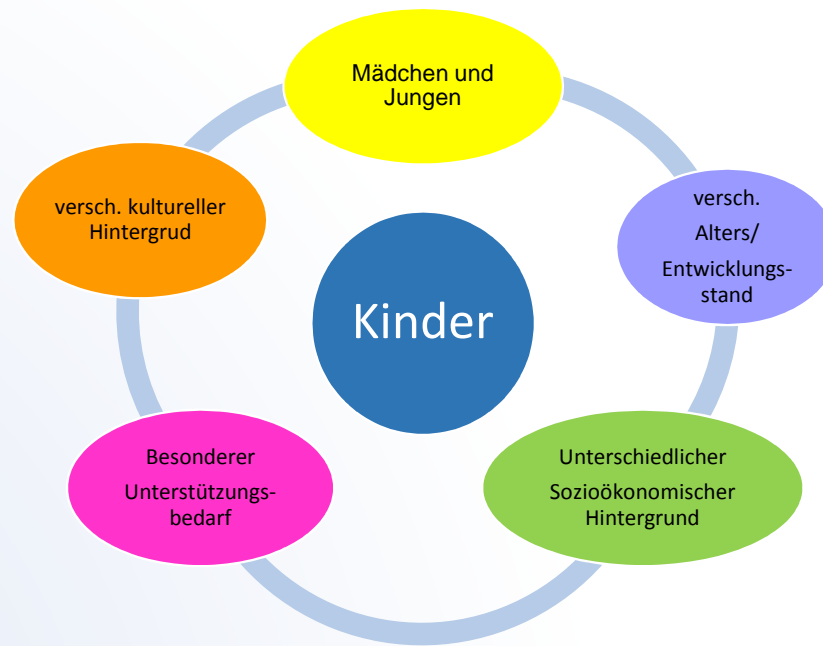 Mädchen und
Jungen
versch. kultureller
Hintergrud
versch.
Alters/
Entwicklungs-
stand
Kinder
Besonderer
Unterstützungs-
bedarf
Unterschiedlicher
Sozioökonomischer
Hintergrund